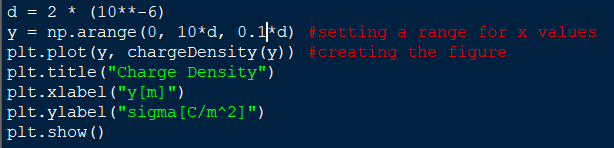 d = 2 * (10**-6)
y = np.arange(0, 10*d, 0.1*d) #setting a range for x values
plt.plot(y, chargeDensity(y)) #creating the figure
plt.title("Charge Density")
plt.xlabel("y[m]")
plt.ylabel("sigma[C/m^2]")
plt.show()